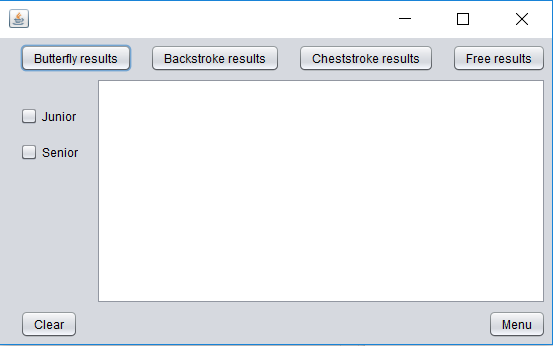 Butterfly results Backstroke results Cheststroke results Free results
Junior
Senior
Clear Menu